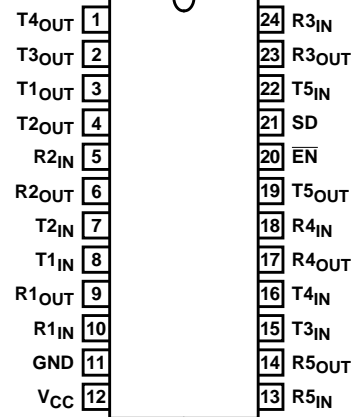 T4OUT 1 24 R3IN
T3OUT 2 23 R3OUT
T1OUT 3 22 T5IN
T2OUT 4 21 SD
R2IN 5 20 EN
R2OUT 6 19 T5OUT
T2IN 7 18 R4IN
T1IN 8 17 R4OUT
R1OUT 9 16 T4IN
R1IN 10 15 T3IN
GND 11 14 R5OUT
VCC 12 13 R5IN